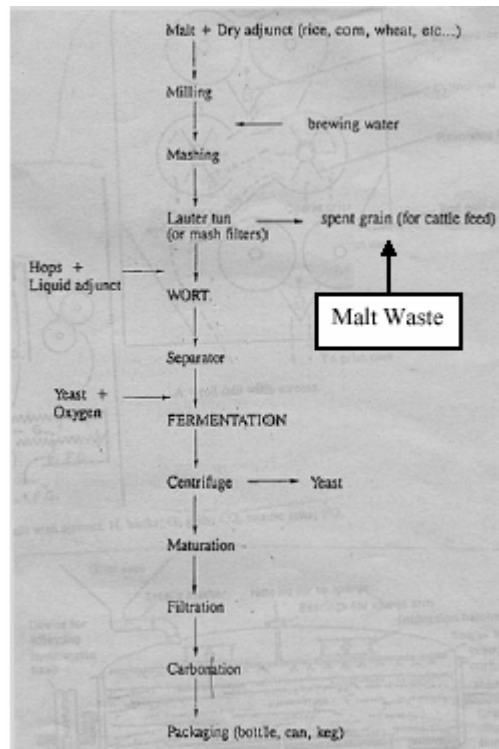 Malt + Dry adjunct (rice, corn, wheat, etc...)
Milling
brewing water
Mashing
Lauter tun
(or mash filters)
spent grain (for cattle feed)
Hops +
Liquid adjunct
WORT.
Malt Waste
Separator
Yeast +
Oxygen
FERMENTATION
Centrifuge
Yeast
Maturation
Filtration
Carbonation
Packaging (bottle, can, keg)